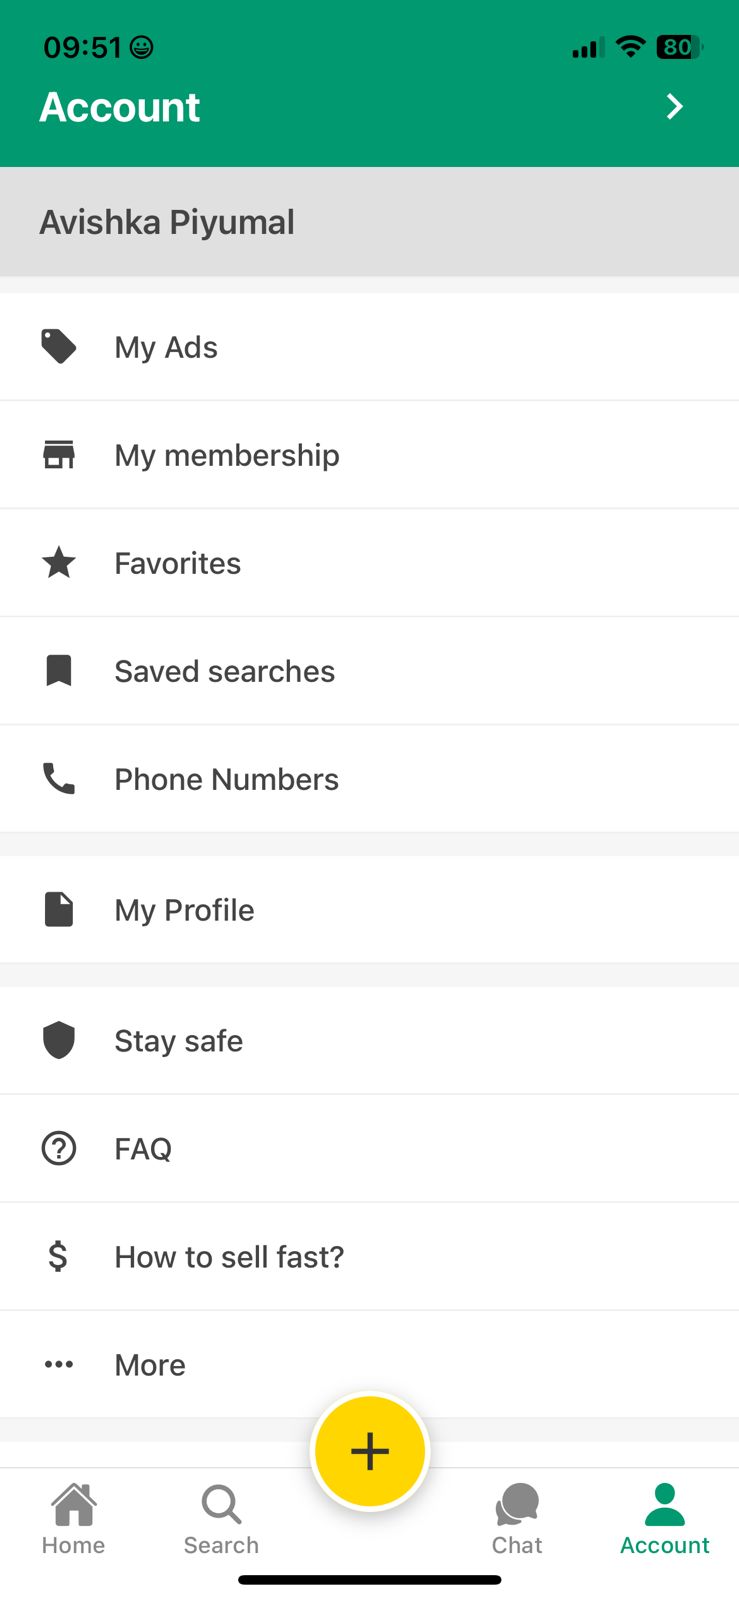 09:51
80
Account
Avishka Piyumal
My Ads
My membership
Favorites
Saved searches
Phone Numbers
My Profile
Stay safe
FAQ
How to sell fast?
More
Home
Search
Chat
Account